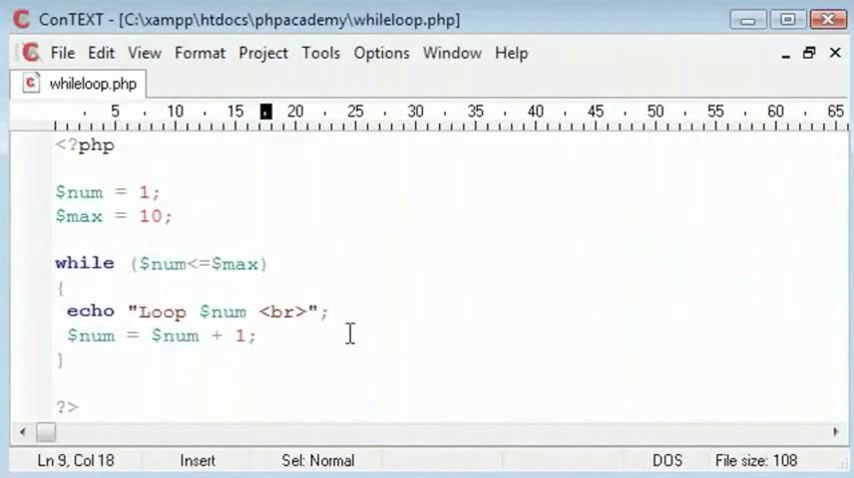 ConTEXT - [C:\xampp\htdocs\phpacademy\whileloop.php]
File Edit View Format Project Tools Options Window Help
whileloop.php
5 10 15 20 25 30 35 40 45 50 55 60 65
<?php
$num = 1;
$max = 10;
while ($num<=$max)
{
echo "Loop $num <br>";
$num = $num + 1;
}
?>
Ln 9, Col 18 Insert Sel: Normal DOS File size: 108